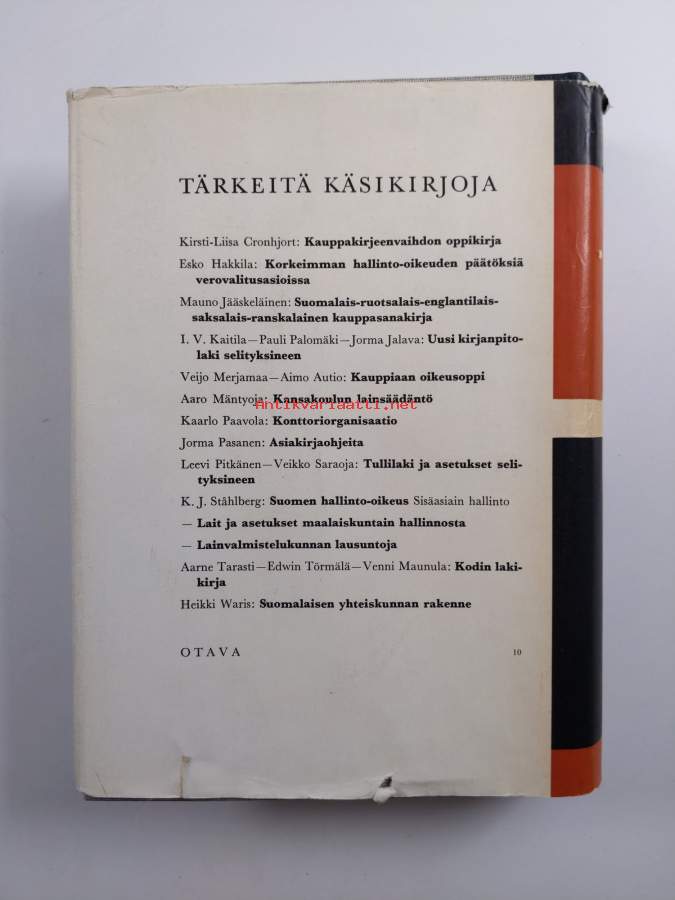 TÄRKEITÄ KÄSIKIRJOJA
Kirsti-Liisa Cronhjort: Kauppakirjeenvaihdon oppikirja
Esko Hakkila: Korkeimman hallinto-oikeuden päätöksiä
verovalitusasioissa
Mauno Jääskeläinen: Suomalais-ruotsalais-englantilais-
saksalais-ranskalainen kauppasanakirja
I. V. Kaitila—Pauli Palomäki—Jorma Jalava: Uusi kirjanpito-
laki selityksineen
Veijo Merjamaa—Aimo Autio: Kauppiaan oikeusoppi
Aaro Mäntyoja: Kansakoulun lainsäädäntö
antikvariaatti.net
Kaarlo Paavola: Konttoriorganisaatio
Jorma Pasanen: Asiakirjaohjeita
Leevi Pitkänen—Veikko Saraoja: Tullilaki ja asetukset seli-
tyksineen
K. J. Ståhlberg: Suomen hallinto-oikeus Sisäasiain hallinto
— Lait ja asetukset maalaiskuntain hallinnosta
— Lainvalmistelukunnan lausuntoja
Aarne Tarasti—Edwin Törmälä—Venni Maunula: Kodin laki-
kirja
Heikki Waris: Suomalaisen yhteiskunnan rakenne
OTAVA 10